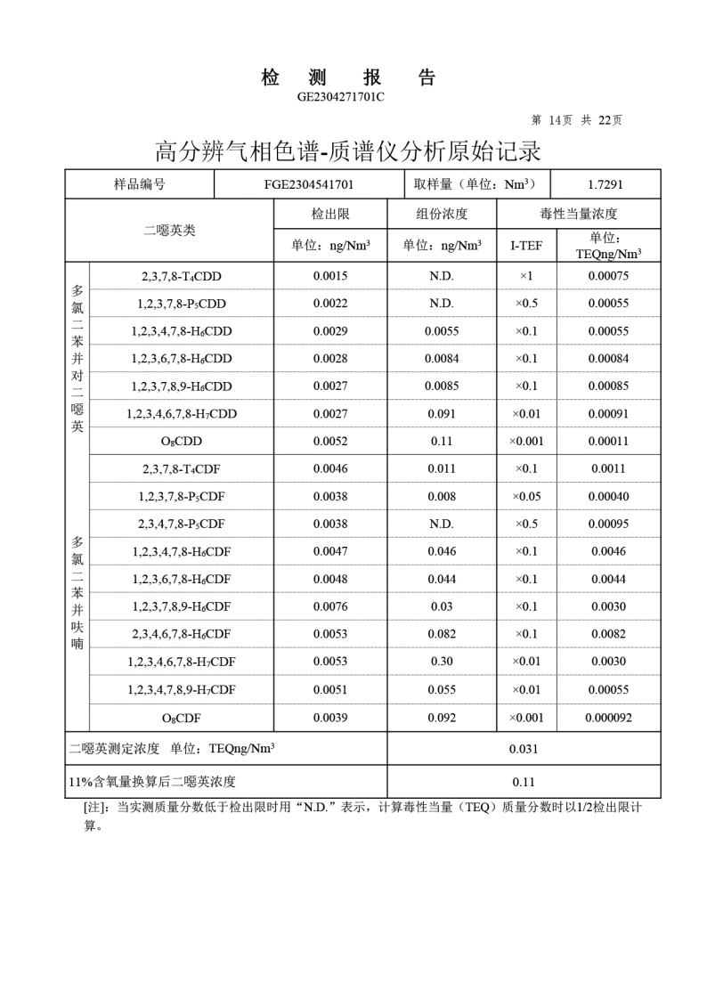 检 测 报 告
GE2304271701C
第 14页 共 22页
高分辨气相色谱-质谱仪分析原始记录
样品编号 FGE2304541701 取样量（单位：Nm³） 1.7291
二噁英类 检出限 组份浓度 毒性当量浓度
单位：ng/Nm³ 单位：ng/Nm³ I-TEF 单位：TEQng/Nm³
多氯二苯并对二噁英
2,3,7,8-T₄CDD 0.0015 N.D. ×1 0.00075
1,2,3,7,8-P₅CDD 0.0022 N.D. ×0.5 0.00055
1,2,3,4,7,8-H₆CDD 0.0029 0.0055 ×0.1 0.00055
1,2,3,6,7,8-H₆CDD 0.0028 0.0084 ×0.1 0.00084
1,2,3,7,8,9-H₆CDD 0.0027 0.0085 ×0.1 0.00085
1,2,3,4,6,7,8-H₇CDD 0.0027 0.091 ×0.01 0.00091
O₈CDD 0.0052 0.11 ×0.001 0.00011
多氯二苯并呋喃
2,3,7,8-T₄CDF 0.0046 0.011 ×0.1 0.0011
1,2,3,7,8-P₅CDF 0.0038 0.008 ×0.05 0.00040
2,3,4,7,8-P₅CDF 0.0038 N.D. ×0.5 0.00095
1,2,3,4,7,8-H₆CDF 0.0047 0.046 ×0.1 0.0046
1,2,3,6,7,8-H₆CDF 0.0048 0.044 ×0.1 0.0044
1,2,3,7,8,9-H₆CDF 0.0076 0.03 ×0.1 0.0030
2,3,4,6,7,8-H₆CDF 0.0053 0.082 ×0.1 0.0082
1,2,3,4,6,7,8-H₇CDF 0.0053 0.30 ×0.01 0.0030
1,2,3,4,7,8,9-H₇CDF 0.0051 0.055 ×0.01 0.00055
O₈CDF 0.0039 0.092 ×0.001 0.000092
二噁英测定浓度 单位：TEQng/Nm³ 0.031
11%含氧量换算后二噁英浓度 0.11
[注]：当实测质量分数低于检出限时用“N.D.”表示，计算毒性当量（TEQ）质量分数时以1/2检出限计
算。